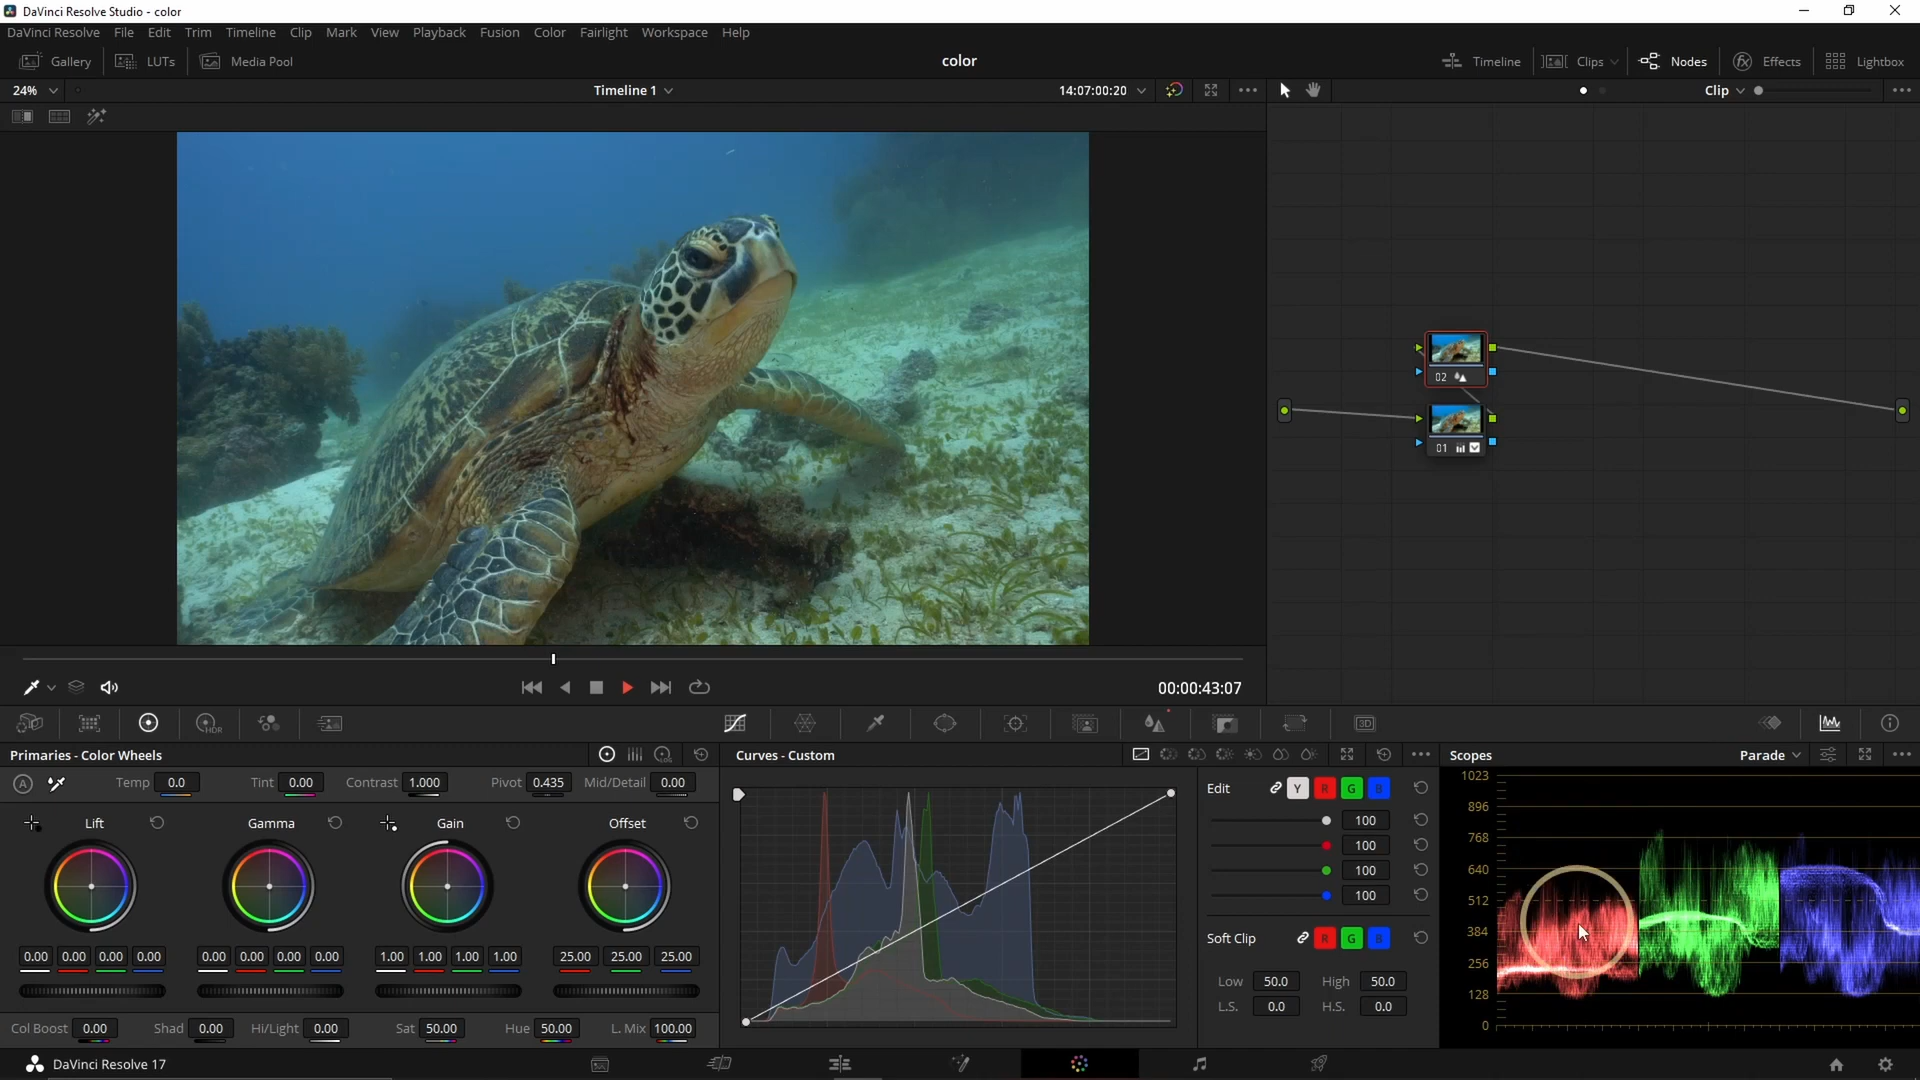 DaVinci Resolve Studio - color
DaVinci Resolve File Edit Trim Timeline Clip Mark View Playback Fusion Color Fairlight Workspace Help
Gallery LUTs Media Pool color Timeline Clips Nodes Effects Lightbox
24% Timeline 1 14:07:00:20 Clip
02
01
00:00:43:07
HDR
3D
Primaries - Color Wheels LOG Curves - Custom Scopes Parade
A Temp 0.0 Tint 0.00 Contrast 1.000 Pivot 0.435 Mid/Detail 0.00
Lift Gamma Gain Offset
0.00 0.00 0.00 0.00 0.00 0.00 0.00 0.00 1.00 1.00 1.00 1.00 25.00 25.00 25.00
Col Boost 0.00 Shad 0.00 Hi/Light 0.00 Sat 50.00 Hue 50.00 L. Mix 100.00
Edit Y R G B
100
100
100
100
Soft Clip R G B
Low 50.0 High 50.0
L.S. 0.0 H.S. 0.0
1023
896
768
640
512
384
256
128
0
DaVinci Resolve 17